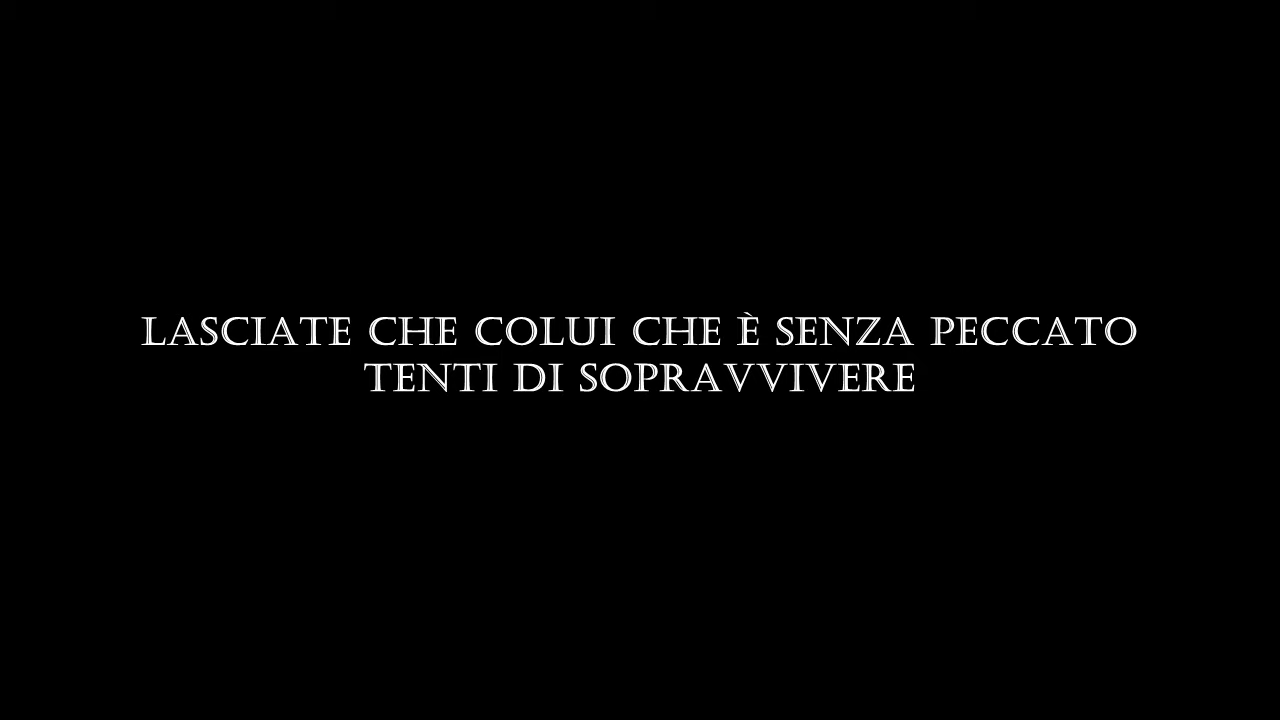 LASCIATE CHE COLUI CHE È SENZA PECCATO
TENTI DI SOPRAVVIVERE